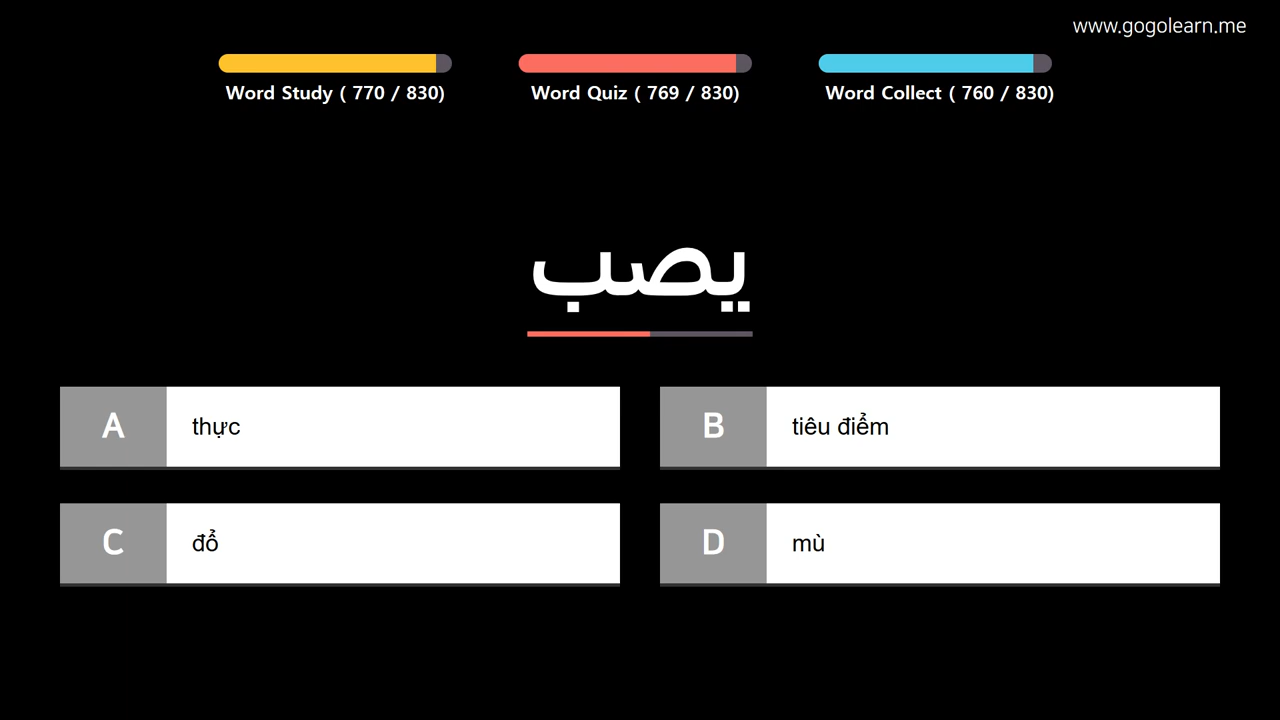 www.gogolearn.me
Word Study ( 770 / 830)
Word Quiz ( 769 / 830)
Word Collect ( 760 / 830)
يصب
A
thực
B
tiêu điểm
C
đổ
D
mù